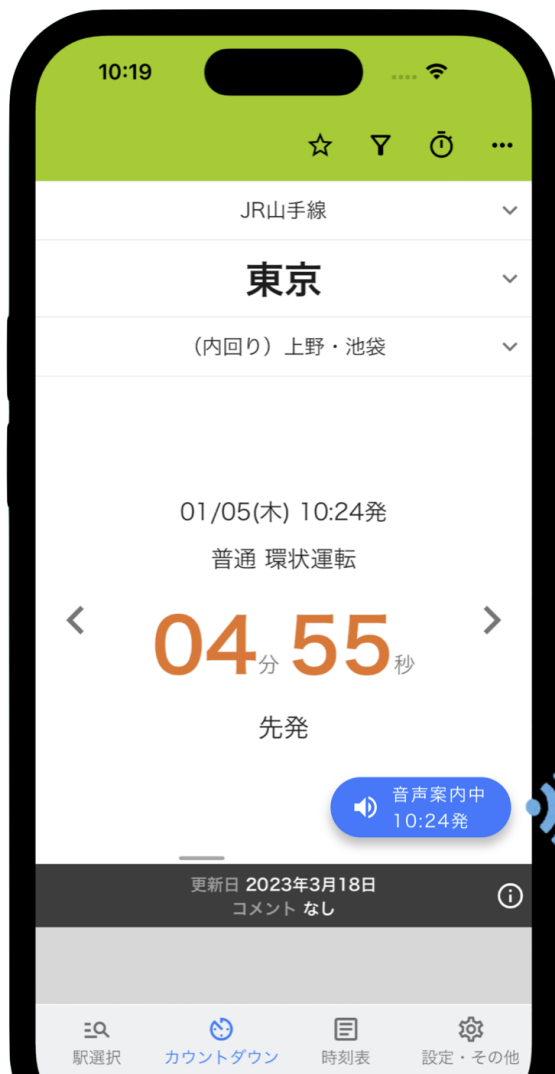 10:19
JR山手線
東京
（内回り）上野・池袋
01/05(木) 10:24発
普通 環状運転
04分55秒
先発
音声案内中
10:24発
更新日 2023年3月18日
コメント なし
駅選択 カウントダウン 時刻表 設定・その他